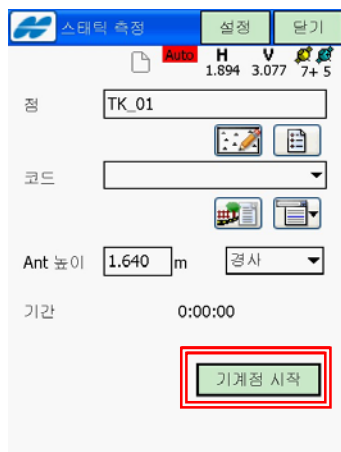 스태틱 측정 설정 닫기
Auto H V
1.894 3.077 7+ 5
점 TK_01
코드
Ant 높이 1.640 m 경사
기간 0:00:00
기계점 시작